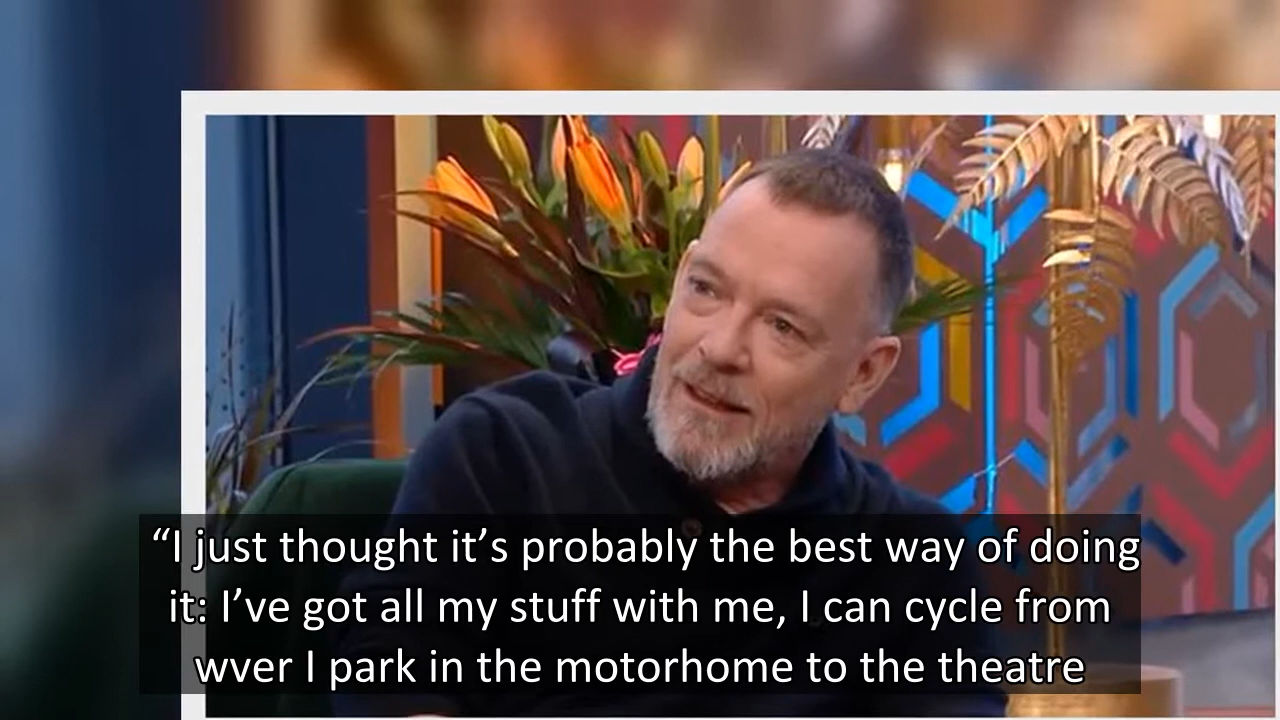 “I just thought it’s probably the best way of doing
it: I’ve got all my stuff with me, I can cycle from
wver I park in the motorhome to the theatre